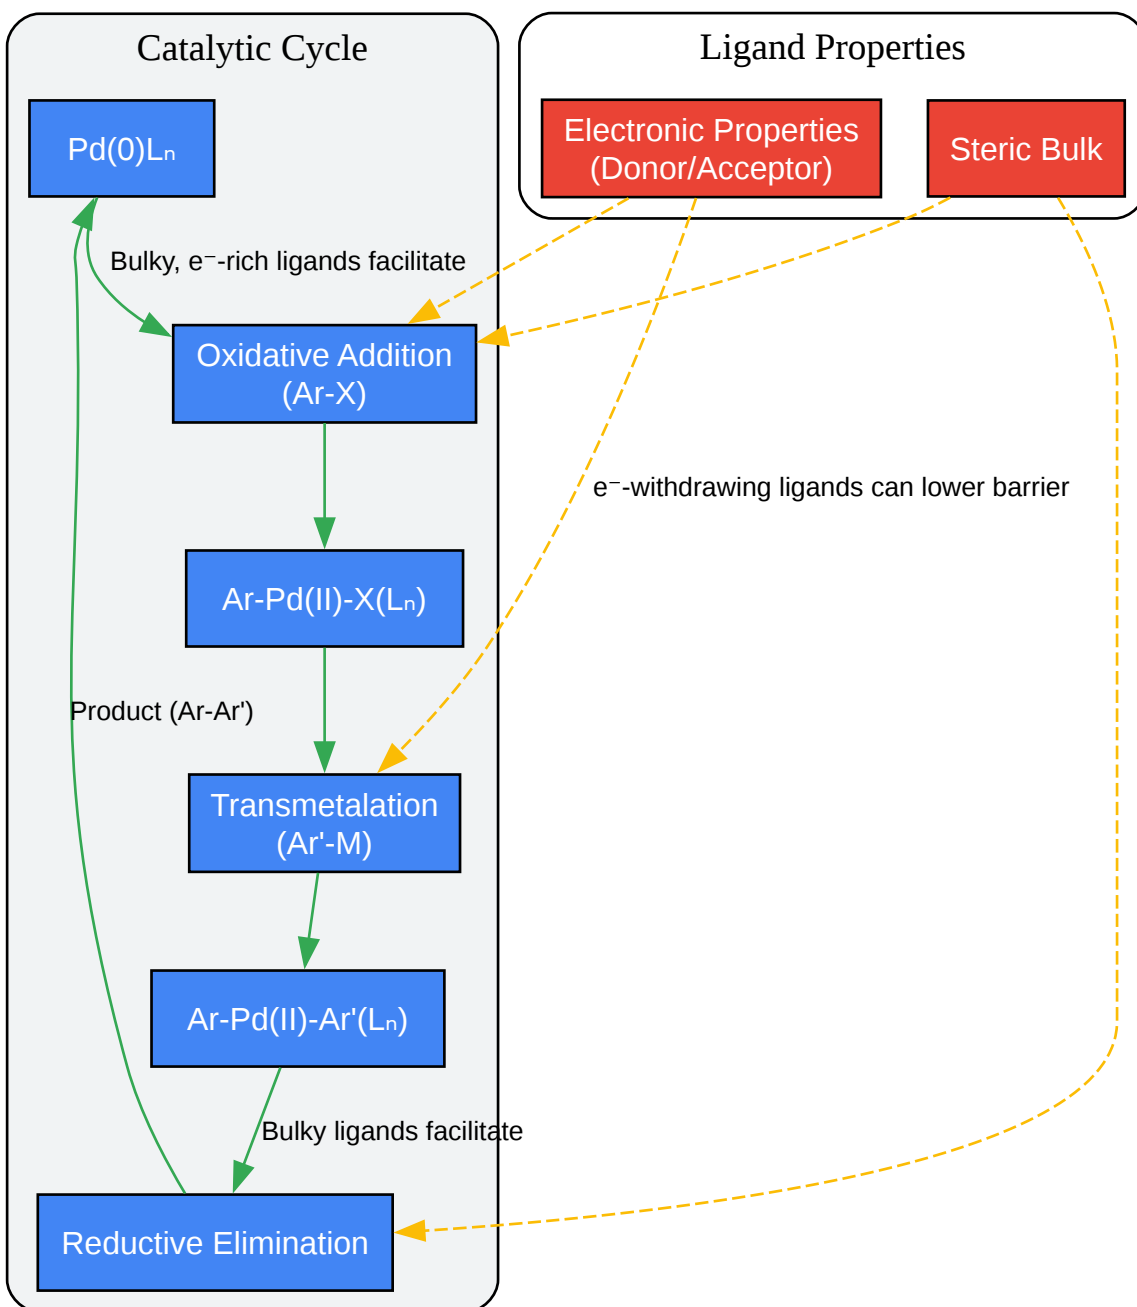 Catalytic Cycle
Ligand Properties
Pd(0)Lₙ
Electronic Properties
(Donor/Acceptor)
Steric Bulk
Bulky, e⁻-rich ligands facilitate
Oxidative Addition
(Ar-X)
e⁻-withdrawing ligands can lower barrier
Ar-Pd(II)-X(Lₙ)
Product (Ar-Ar')
Transmetalation
(Ar'-M)
Ar-Pd(II)-Ar'(Lₙ)
Bulky ligands facilitate
Reductive Elimination